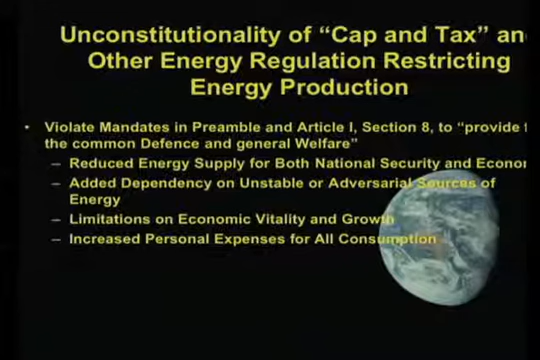 Unconstitutionality of “Cap and Tax” an
Other Energy Regulation Restricting
Energy Production
• Violate Mandates in Preamble and Article I, Section 8, to “provide f
the common Defence and general Welfare”
– Reduced Energy Supply for Both National Security and Econo
– Added Dependency on Unstable or Adversarial Sources of
Energy
– Limitations on Economic Vitality and Growth
– Increased Personal Expenses for All Consumption